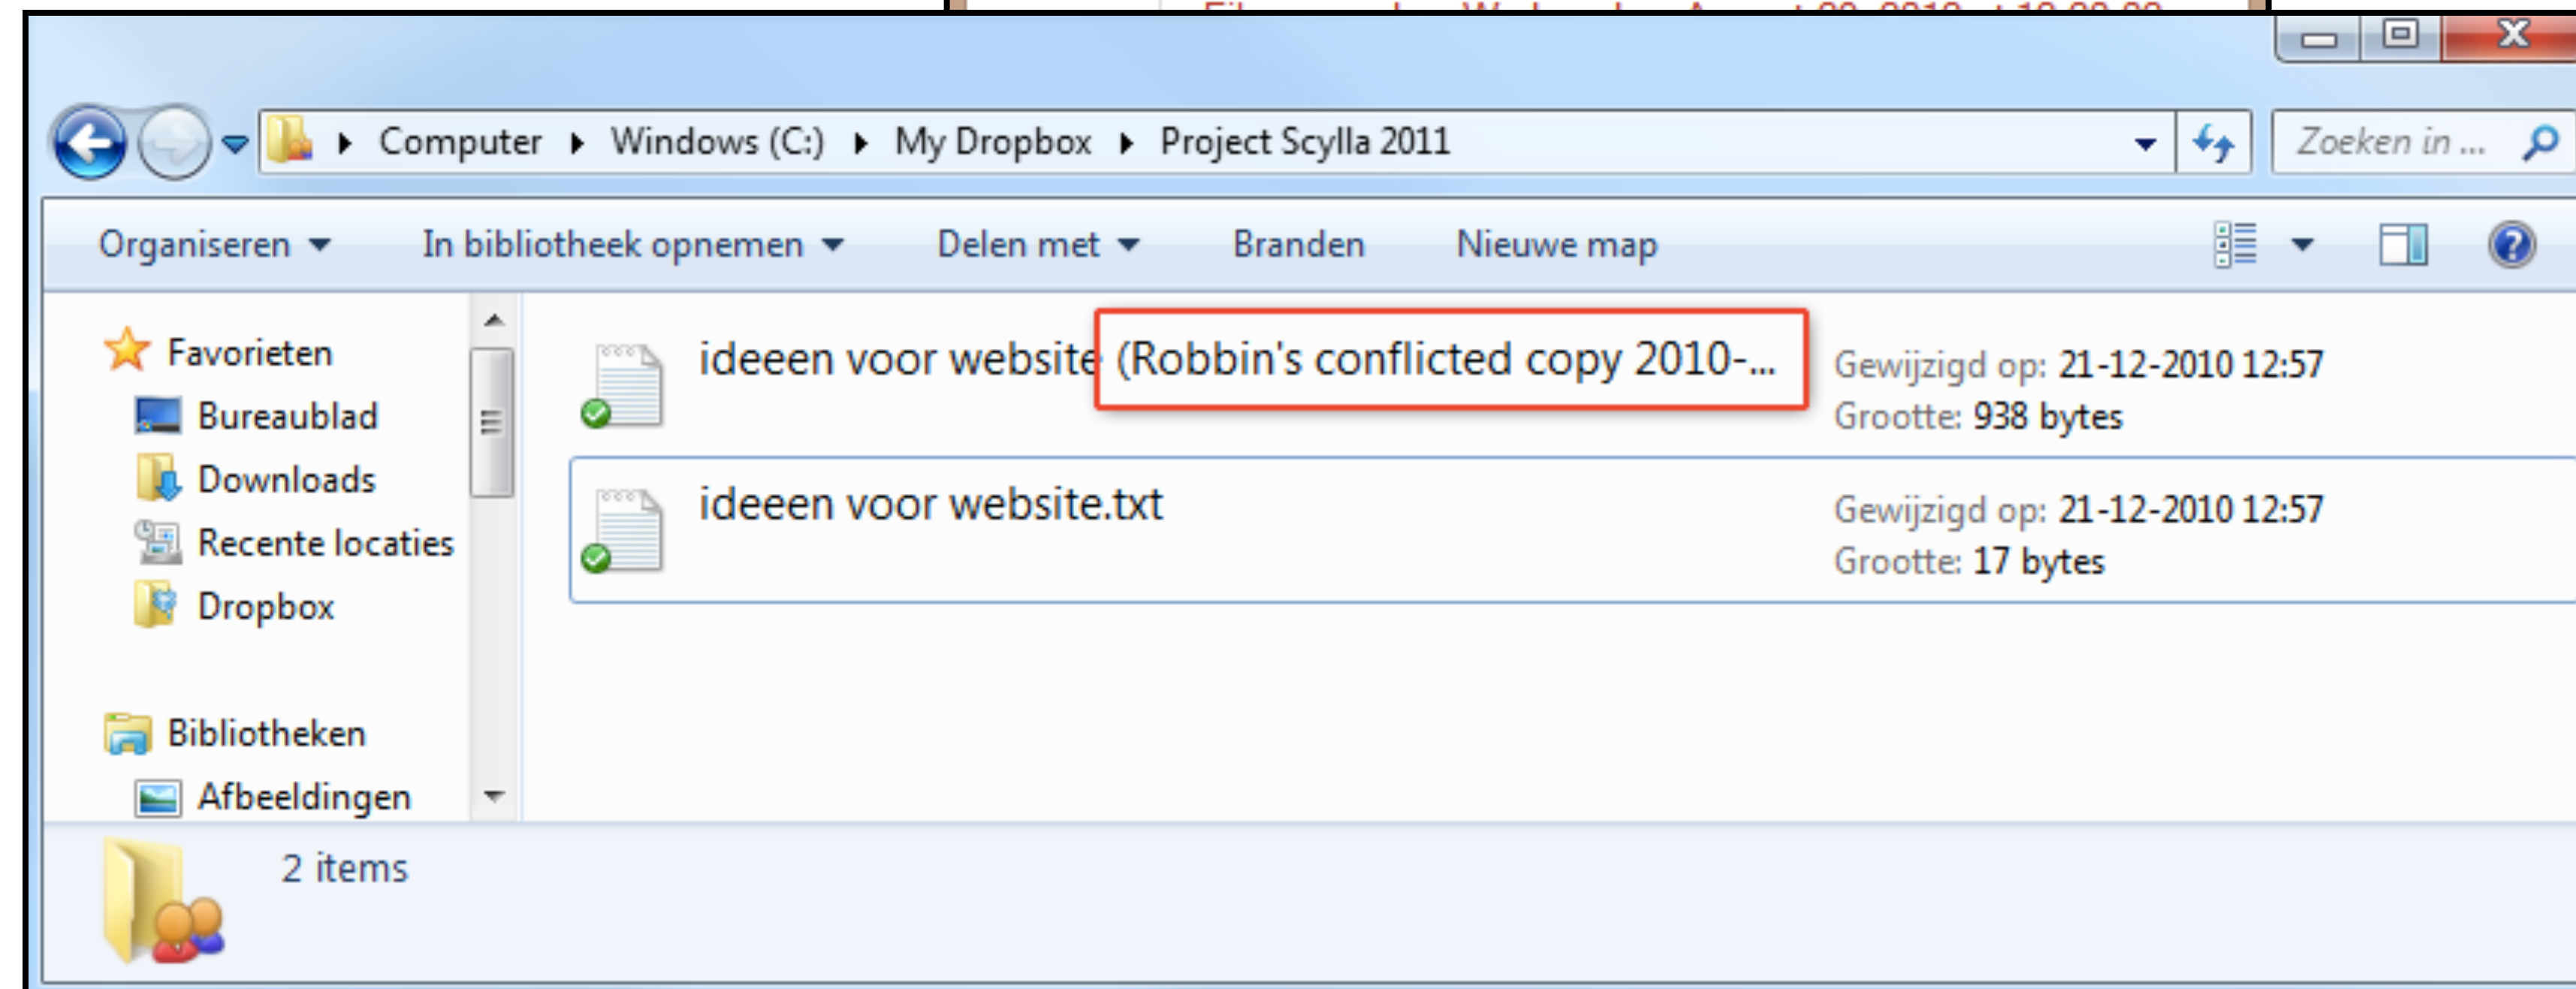 Computer ▸ Windows (C:) ▸ My Dropbox ▸ Project Scylla 2011
Zoeken in ...
Organiseren In bibliotheek opnemen Delen met Branden Nieuwe map
Favorieten
Bureaublad
Downloads
Recente locaties
Dropbox
Bibliotheken
Afbeeldingen
ideeen voor website (Robbin's conflicted copy 2010-...
Gewijzigd op: 21-12-2010 12:57
Grootte: 938 bytes
ideeen voor website.txt
Gewijzigd op: 21-12-2010 12:57
Grootte: 17 bytes
2 items